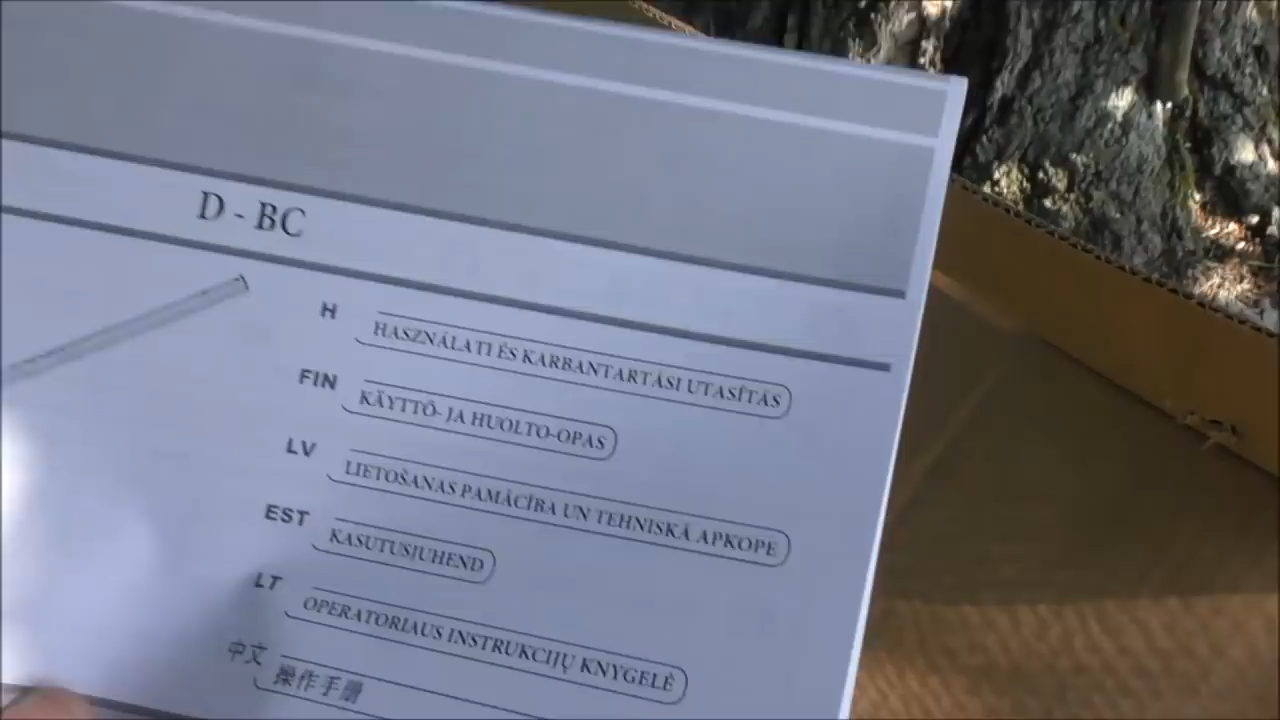 D - BC
H
HASZNÁLATI ÉS KARBANTARTÁSI UTASÍTÁS
FIN
KÄYTTÖ- JA HUOLTO-OPAS
LV
LIETOŠANAS PAMĀCĪBA UN TEHNISKĀ APKOPE
EST
KASUTUSJUHEND
LT
OPERATORIAUS INSTRUKCIJŲ KNYGELĖ
中文
操作手册